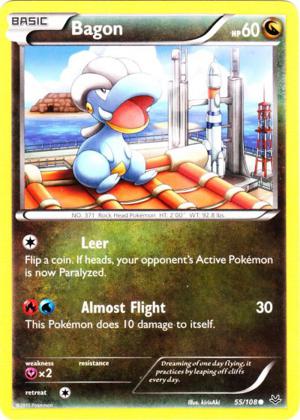 BASIC
Bagon
HP60
NO. 371 Rock Head Pokémon HT: 2'00" WT: 92.8 lbs.
Leer
Flip a coin. If heads, your opponent's Active Pokémon
is now Paralyzed.
Almost Flight 30
This Pokémon does 10 damage to itself.
weakness resistance
×2
retreat
Dreaming of one day flying, it
practices by leaping off cliffs
every day.
Illus. kirisAki
55/108
©2015 Pokémon